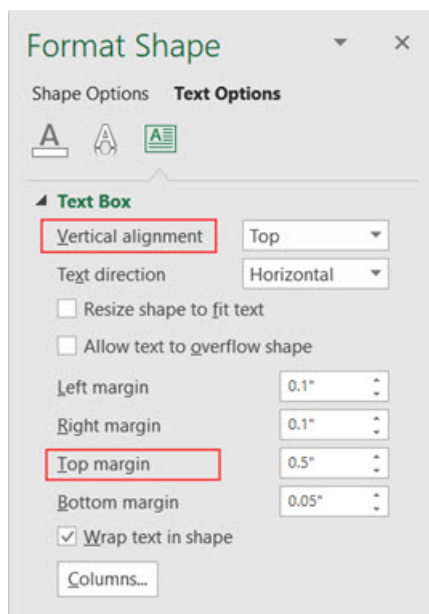 Format Shape
Shape Options Text Options
A A A
Text Box
Vertical alignment Top
Text direction Horizontal
Resize shape to fit text
Allow text to overflow shape
Left margin 0.1"
Right margin 0.1"
Top margin 0.5"
Bottom margin 0.05"
Wrap text in shape
Columns...